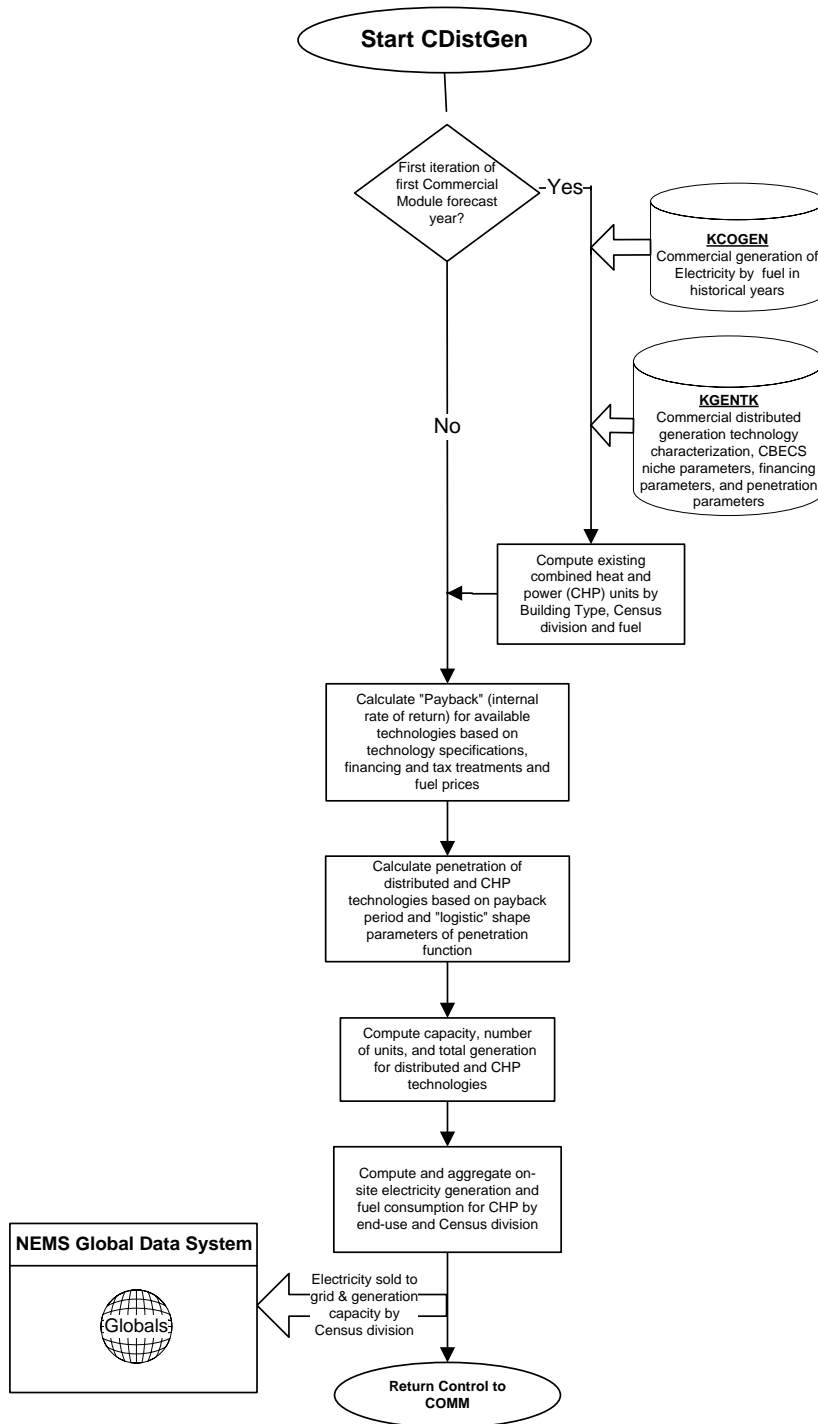 Start CDistGen
First iteration of
first Commercial
Module forecast
year?
Yes
KCOGEN
Commercial generation of
Electricity by fuel in
historical years
No
KGENTK
Commercial distributed
generation technology
characterization, CBECS
niche parameters, financing
parameters, and penetration
parameters
Compute existing
combined heat and
power (CHP) units by
Building Type, Census
division and fuel
Calculate "Payback" (internal
rate of return) for available
technologies based on
technology specifications,
financing and tax treatments and
fuel prices
Calculate penetration of
distributed and CHP
technologies based on payback
period and "logistic" shape
parameters of penetration
function
Compute capacity, number
of units, and total generation
for distributed and CHP
technologies
Compute and aggregate on-
site electricity generation and
fuel consumption for CHP by
end-use and Census division
NEMS Global Data System
Globals
Electricity sold to
grid & generation
capacity by
Census division
Return Control to
COMM